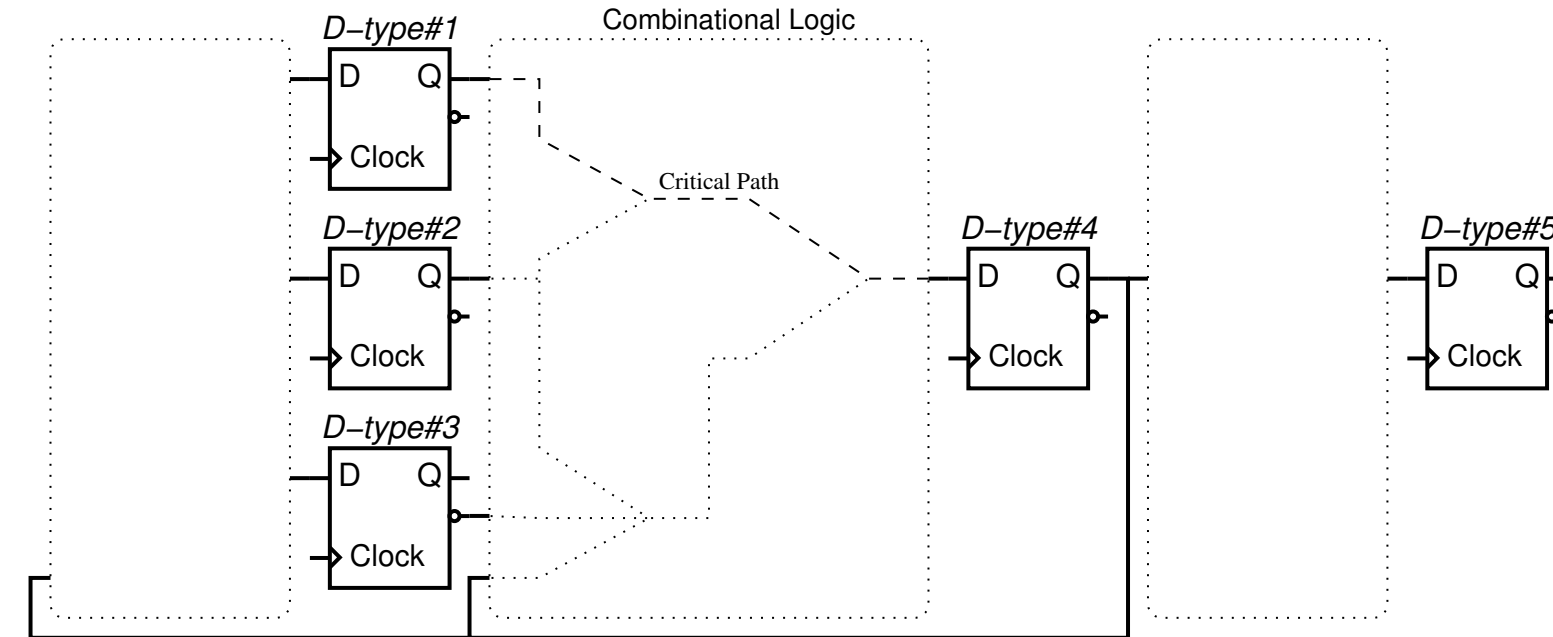 Combinational Logic
D–type#1
D Q
Clock
Critical Path
D–type#2
D Q
Clock
D–type#4
D Q
Clock
D–type#5
D Q
Clock
D–type#3
D Q
Clock